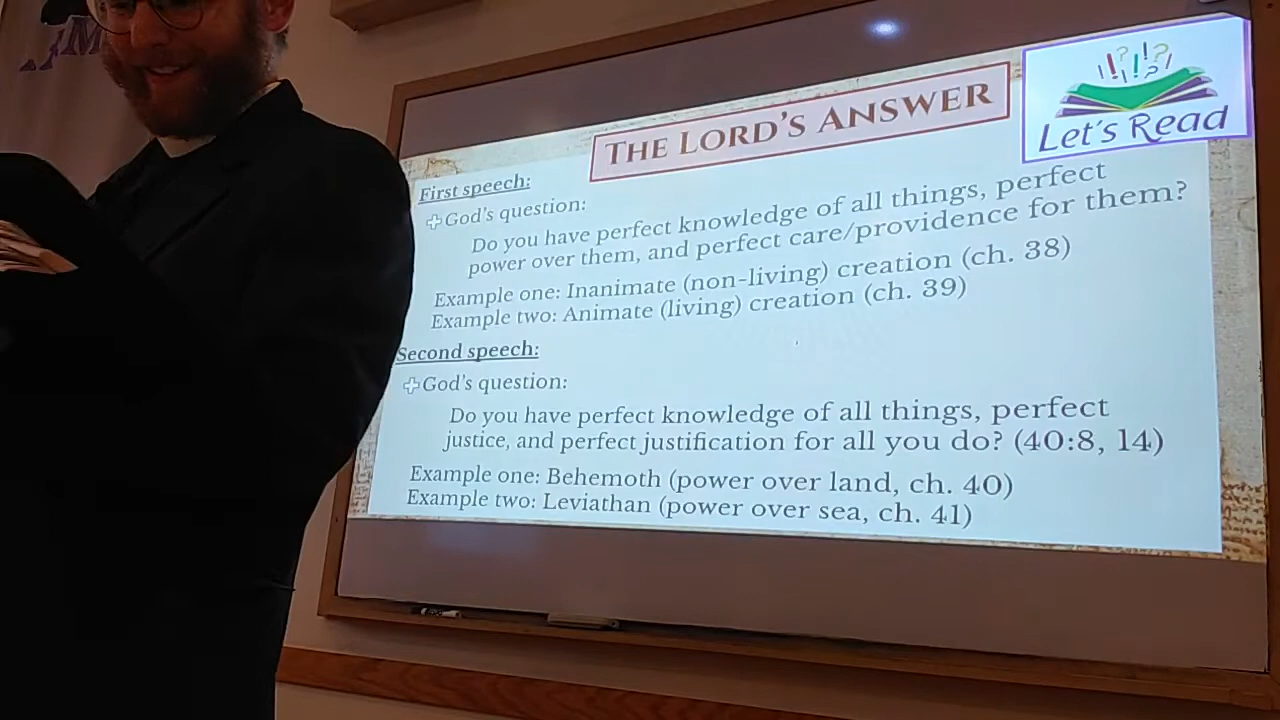 M
THE LORD'S ANSWER
Let's Read
First speech:
God's question:
Do you have perfect knowledge of all things, perfect
power over them, and perfect care/providence for them?
Example one: Inanimate (non-living) creation (ch. 38)
Example two: Animate (living) creation (ch. 39)
Second speech:
God's question:
Do you have perfect knowledge of all things, perfect
justice, and perfect justification for all you do? (40:8, 14)
Example one: Behemoth (power over land, ch. 40)
Example two: Leviathan (power over sea, ch. 41)